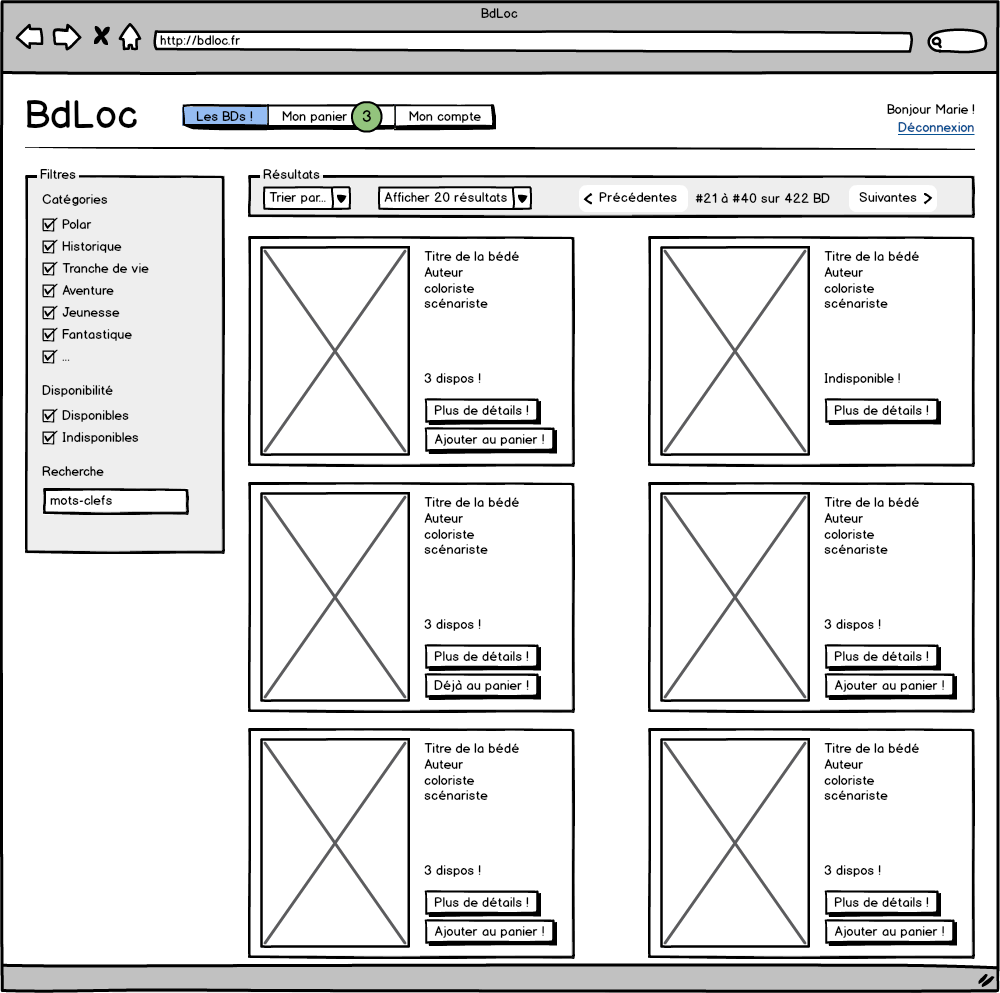 BdLoc
http://bdloc.fr
BdLoc
Les BDs !
Mon panier
3
Mon compte
Bonjour Marie !
Déconnexion
Filtres
Catégories
Polar
Historique
Tranche de vie
Aventure
Jeunesse
Fantastique
...
Disponibilité
Disponibles
Indisponibles
Recherche
mots-clefs
Résultats
Trier par...
Afficher 20 résultats
Précédentes
#21 à #40 sur 422 BD
Suivantes
Titre de la bédé
Auteur
coloriste
scénariste
3 dispos !
Plus de détails !
Ajouter au panier !
Titre de la bédé
Auteur
coloriste
scénariste
Indisponible !
Plus de détails !
Titre de la bédé
Auteur
coloriste
scénariste
3 dispos !
Plus de détails !
Déjà au panier !
Titre de la bédé
Auteur
coloriste
scénariste
3 dispos !
Plus de détails !
Ajouter au panier !
Titre de la bédé
Auteur
coloriste
scénariste
3 dispos !
Plus de détails !
Ajouter au panier !
Titre de la bédé
Auteur
coloriste
scénariste
3 dispos !
Plus de détails !
Ajouter au panier !